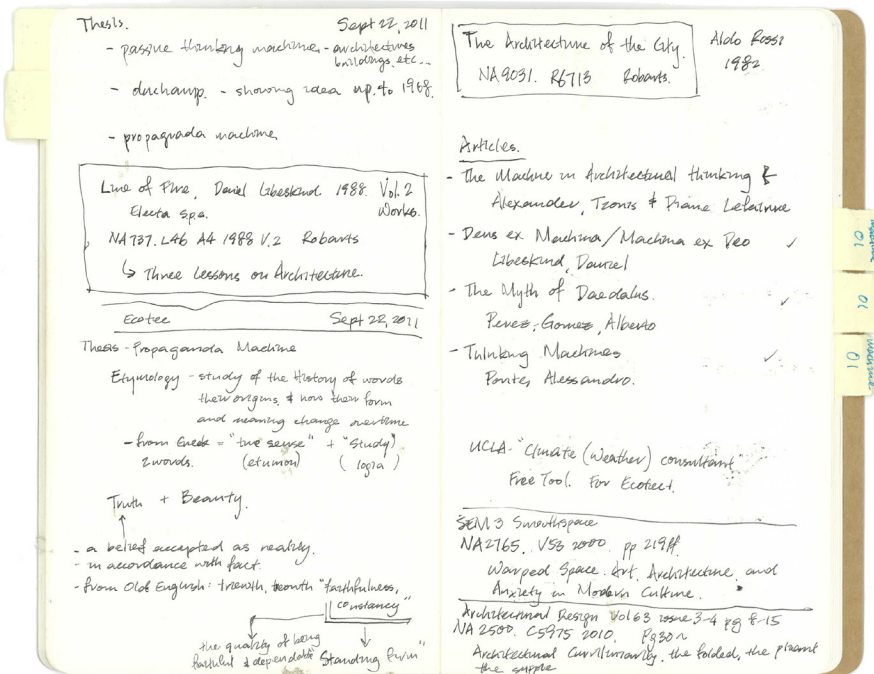 Thesis. Sept 22, 2011
- passive thinking machine - architectures
buildings, etc...
- duchamp. - showing idea up to 1968.
- propaganda machine
Line of Fire, Daniel Libeskind 1988. Vol. 2
Electa S.p.a. Works.
NA737. L46 A4 1988 V.2 Robarts
↳ Three Lessons on Architecture.
Ecotec Sept 22, 2011
Thesis - Propaganda Machine
Etymology - study of the History of words
their origins, & how their form
and meaning change overtime
- from Greek = "true sense" + "Study"
2 words. (etumon) ( logia )
Truth + Beauty.
- a belief accepted as reality.
- in accordance with fact.
- from Old English: triewth, treowth "faithfulness,
constancy"
the quality of being
faithful & dependable "Standing firm"
The Architecture of the City. Aldo Rossi
NA9031. R6713 Robarts. 1982
Articles.
- The Machine in Architectural thinking
Alexander, Tzonis & Diane Lefaivre
- Deus ex Machina/Machina ex Deo ✓
Libeskind, Daniel
- The Myth of Daedalus. ✓
Perez-Gomez, Alberto
- Thinking Machines ✓
Ponte, Alessandro.
UCLA - "Climate (Weather) consultant"
Free Tool. For Ecotect.
SEM 3 Smoothspace
NA2765. V53 2000. pp 219ff.
Warped Space. Art, Architecture, and
Anxiety in Modern Culture.
Architectural Design Vol 63 issue 3-4 pg 8-15
NA 2500. C5975 2010. Pg 30~
Architectural Curvilinearity, the folded, the pliant
the supple
01
01
01